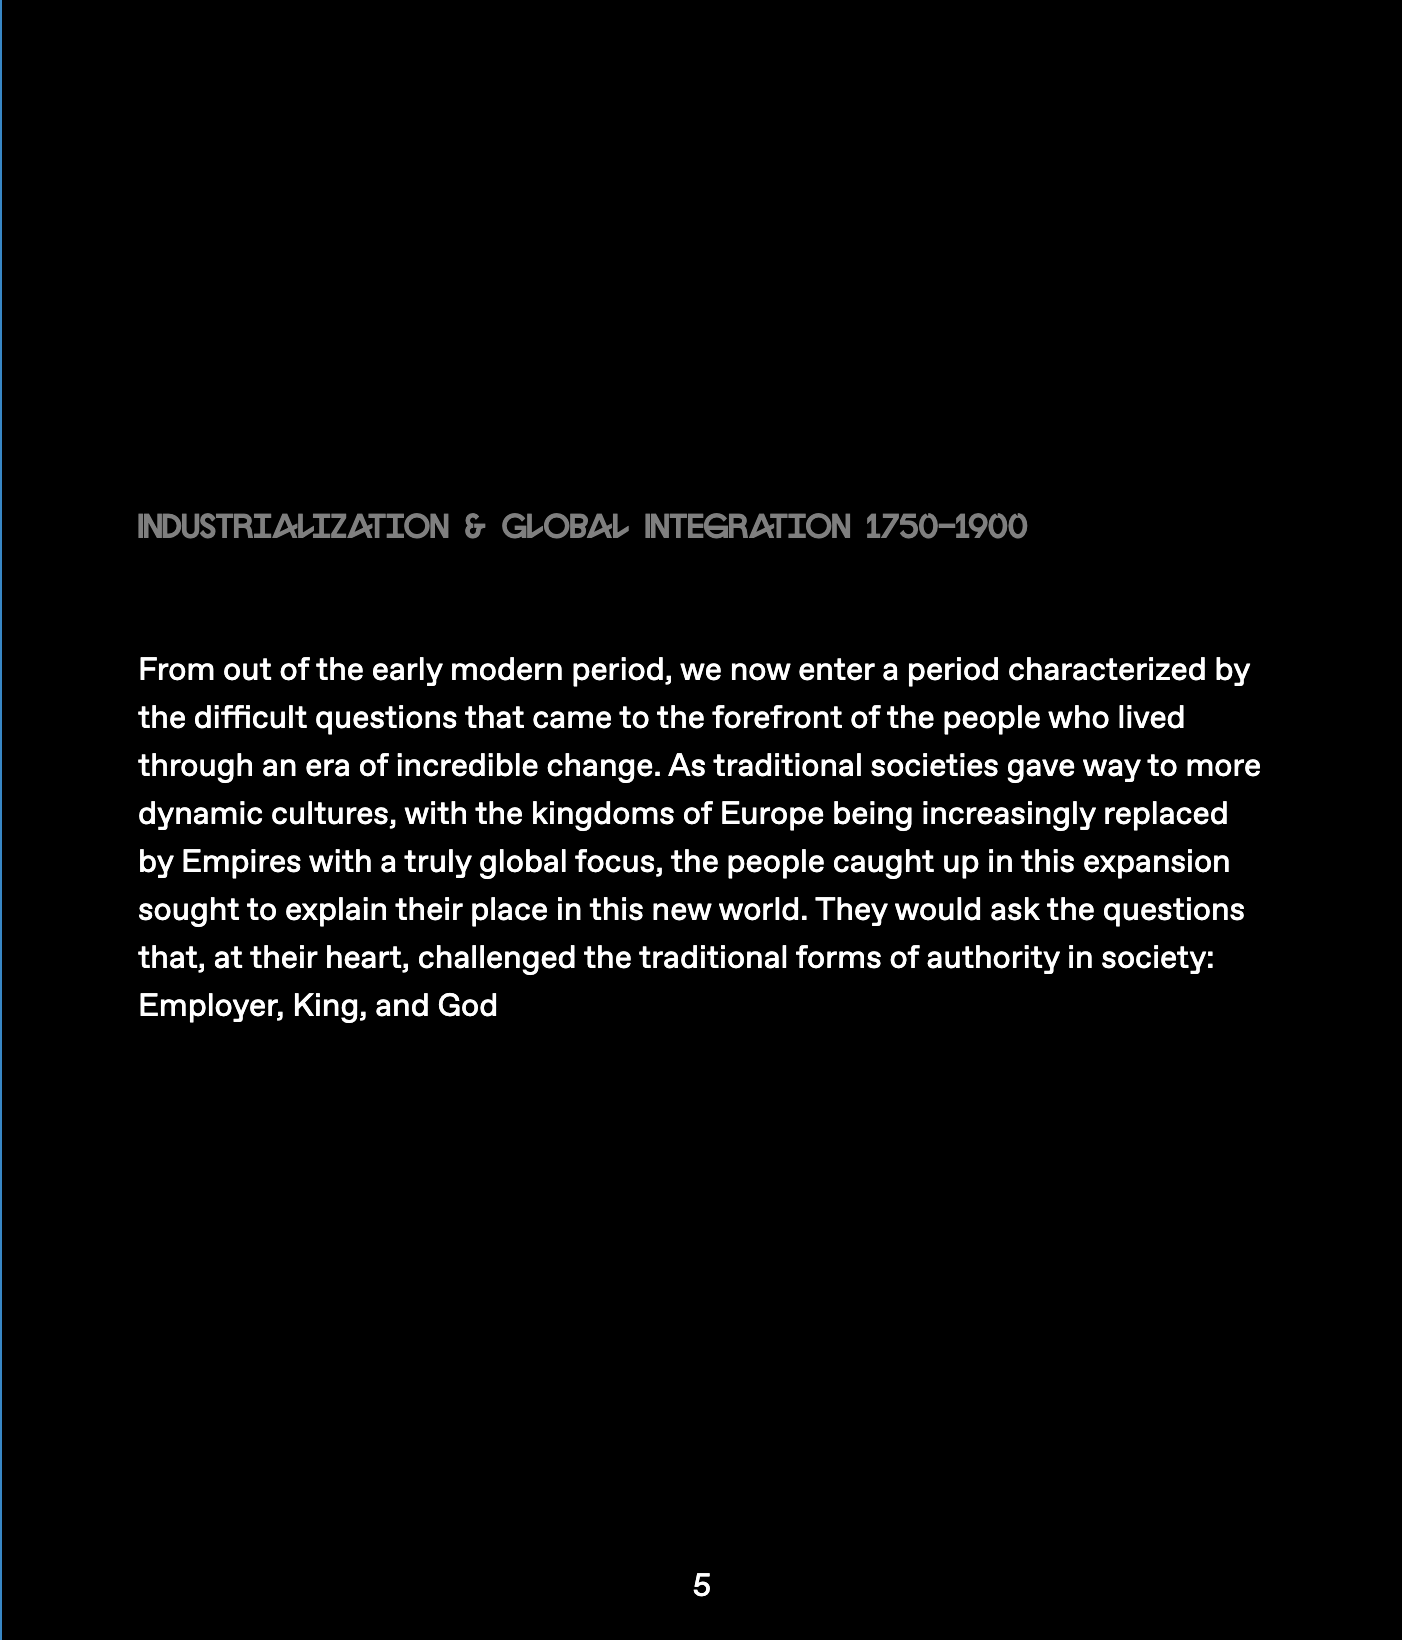 INDUSTRIALIZATION & GLOBAL INTEGRATION 1750–1900
From out of the early modern period, we now enter a period characterized by
the difficult questions that came to the forefront of the people who lived
through an era of incredible change. As traditional societies gave way to more
dynamic cultures, with the kingdoms of Europe being increasingly replaced
by Empires with a truly global focus, the people caught up in this expansion
sought to explain their place in this new world. They would ask the questions
that, at their heart, challenged the traditional forms of authority in society:
Employer, King, and God
5